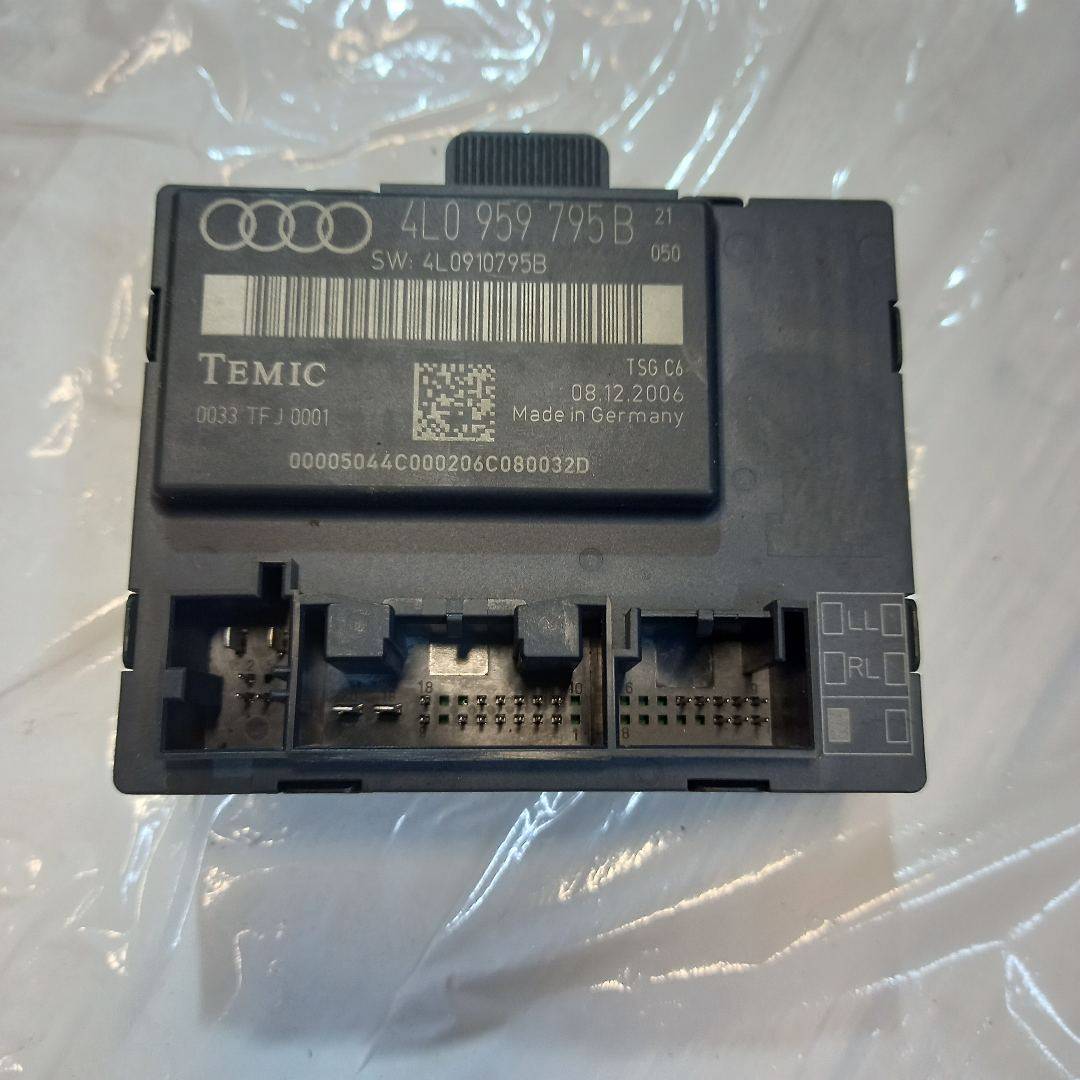 4L0 959 795B 21
050
SW: 4L0910795B
TEMIC
TSG C6
08.12.2006
0033 TFJ 0001
Made in Germany
00005044C000206C080032D
LL
RL
18
10
1
6
8